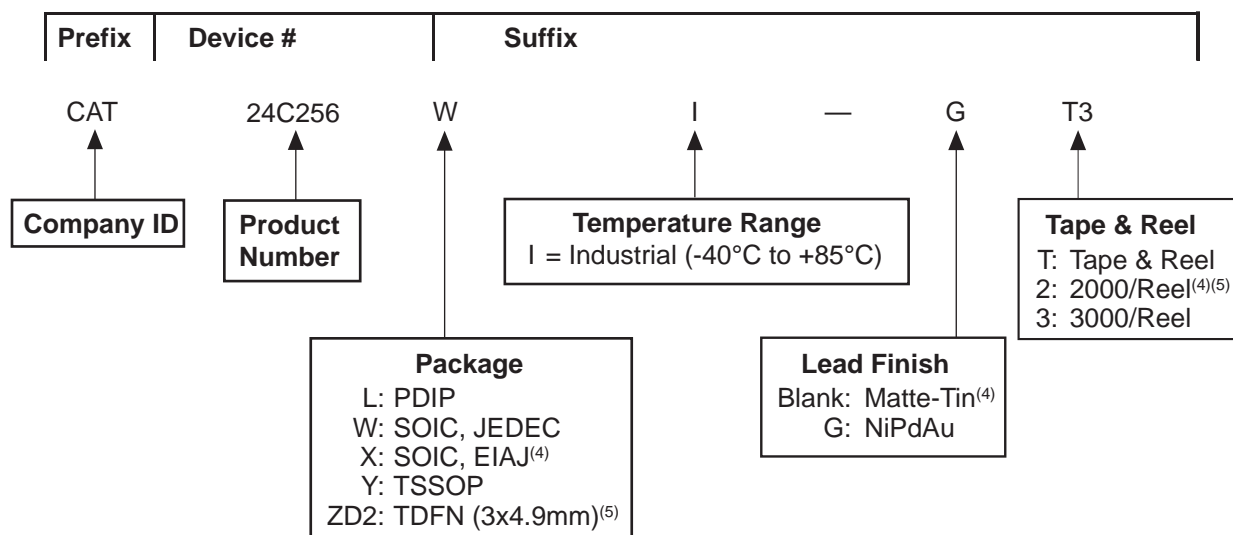 Prefix Device # Suffix
CAT 24C256 W I — G T3
Company ID
Product
Number
Temperature Range
I = Industrial (-40°C to +85°C)
Tape & Reel
T: Tape & Reel
2: 2000/Reel(4)(5)
3: 3000/Reel
Package
L: PDIP
W: SOIC, JEDEC
X: SOIC, EIAJ(4)
Y: TSSOP
ZD2: TDFN (3x4.9mm)(5)
Lead Finish
Blank: Matte-Tin(4)
G: NiPdAu